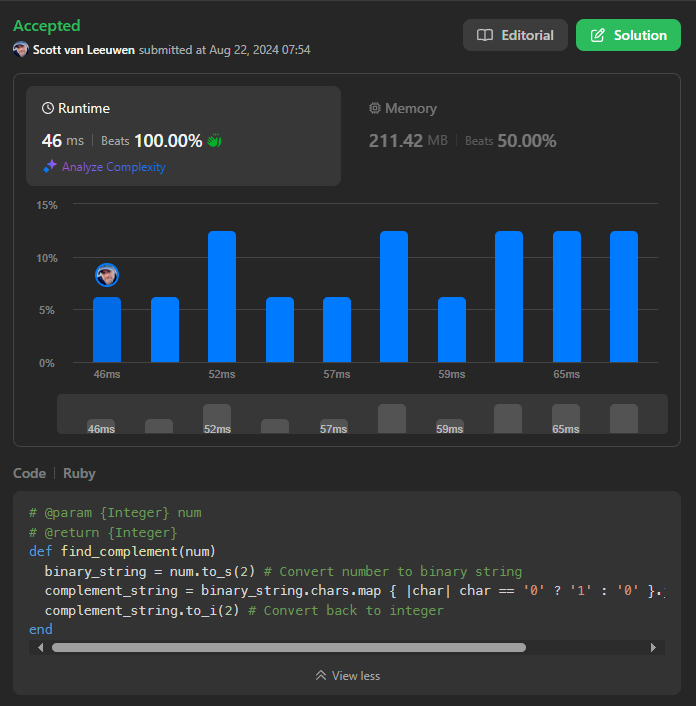 Accepted
Scott van Leeuwen submitted at Aug 22, 2024 07:54
Editorial
Solution
Runtime
46 ms | Beats 100.00%
Analyze Complexity
Memory
211.42 MB | Beats 50.00%
15%
10%
5%
0%
46ms 52ms 57ms 59ms 65ms
46ms 52ms 57ms 59ms 65ms
Code | Ruby
# @param {Integer} num
# @return {Integer}
def find_complement(num)
  binary_string = num.to_s(2) # Convert number to binary string
  complement_string = binary_string.chars.map { |char| char == '0' ? '1' : '0' }.
  complement_string.to_i(2) # Convert back to integer
end
View less